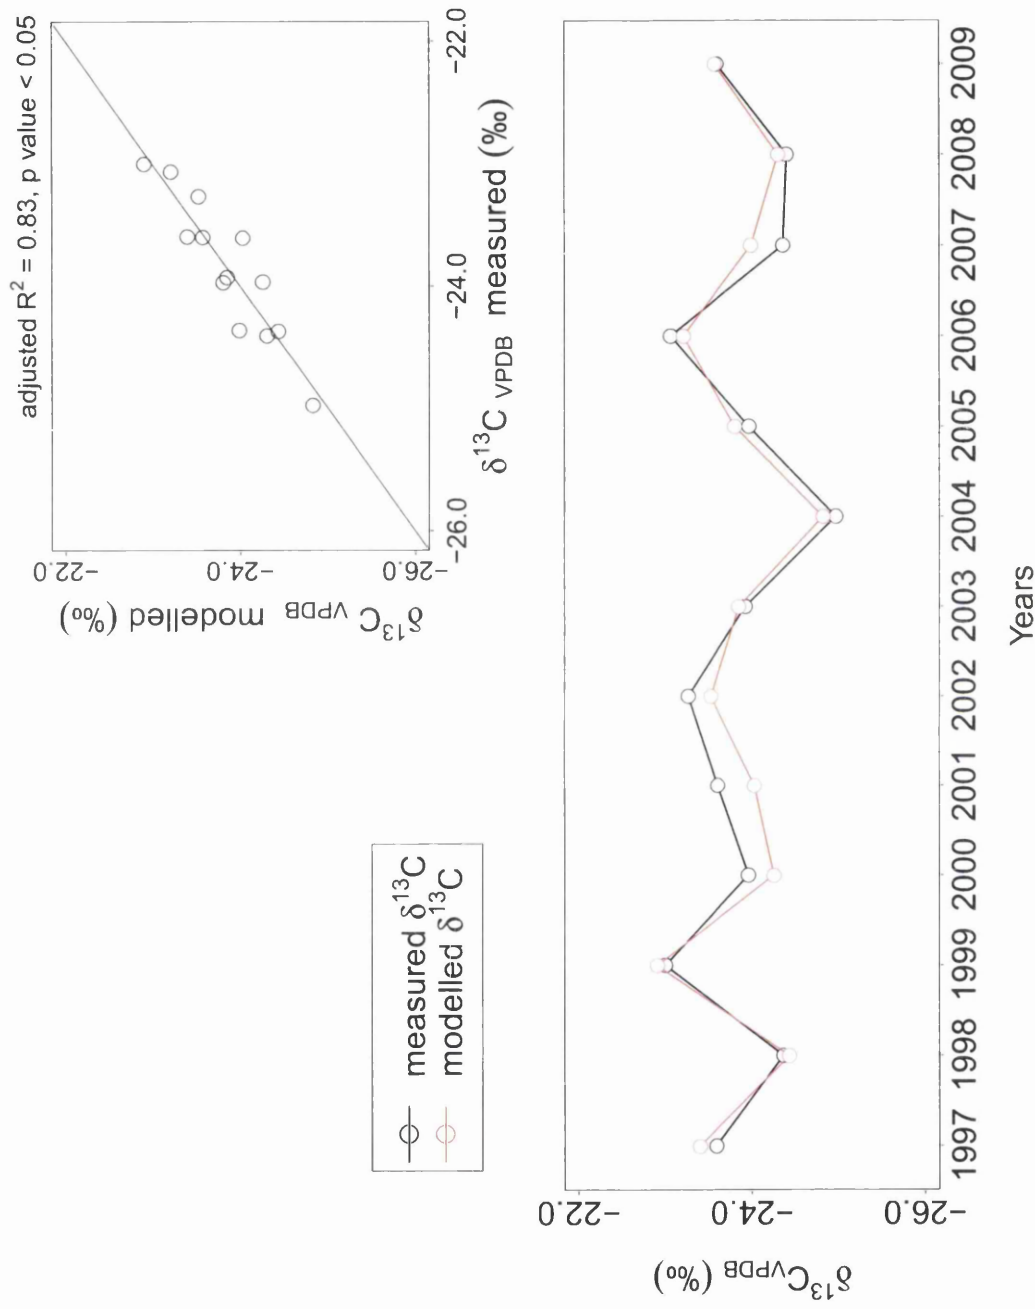 adjusted R² = 0.83, p value < 0.05
−22.0
−24.0
−26.0
δ¹³C VPDB modelled (‰)
−26.0
−24.0
−22.0
δ¹³C VPDB measured (‰)
measured δ¹³C
modelled δ¹³C
−22.0
−24.0
−26.0
δ¹³CVPDB (‰)
1997 1998 1999 2000 2001 2002 2003 2004 2005 2006 2007 2008 2009
Years